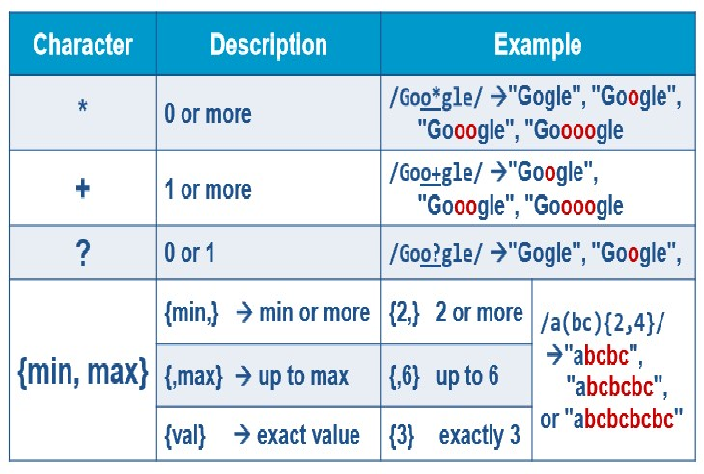 Character Description Example
* 0 or more /Goo*gle/ →"Gogle", "Google",
"Gooogle", "Goooogle
+ 1 or more /Goo+gle/ →"Google",
"Gooogle", "Goooogle
? 0 or 1 /Goo?gle/ →"Gogle", "Google",
{min, max}
{min,} → min or more {2,} 2 or more
{,max} → up to max {,6} up to 6
{val} → exact value {3} exactly 3
/a(bc){2,4}/
→"abcbc",
"abcbcbc",
or "abcbcbcbc"